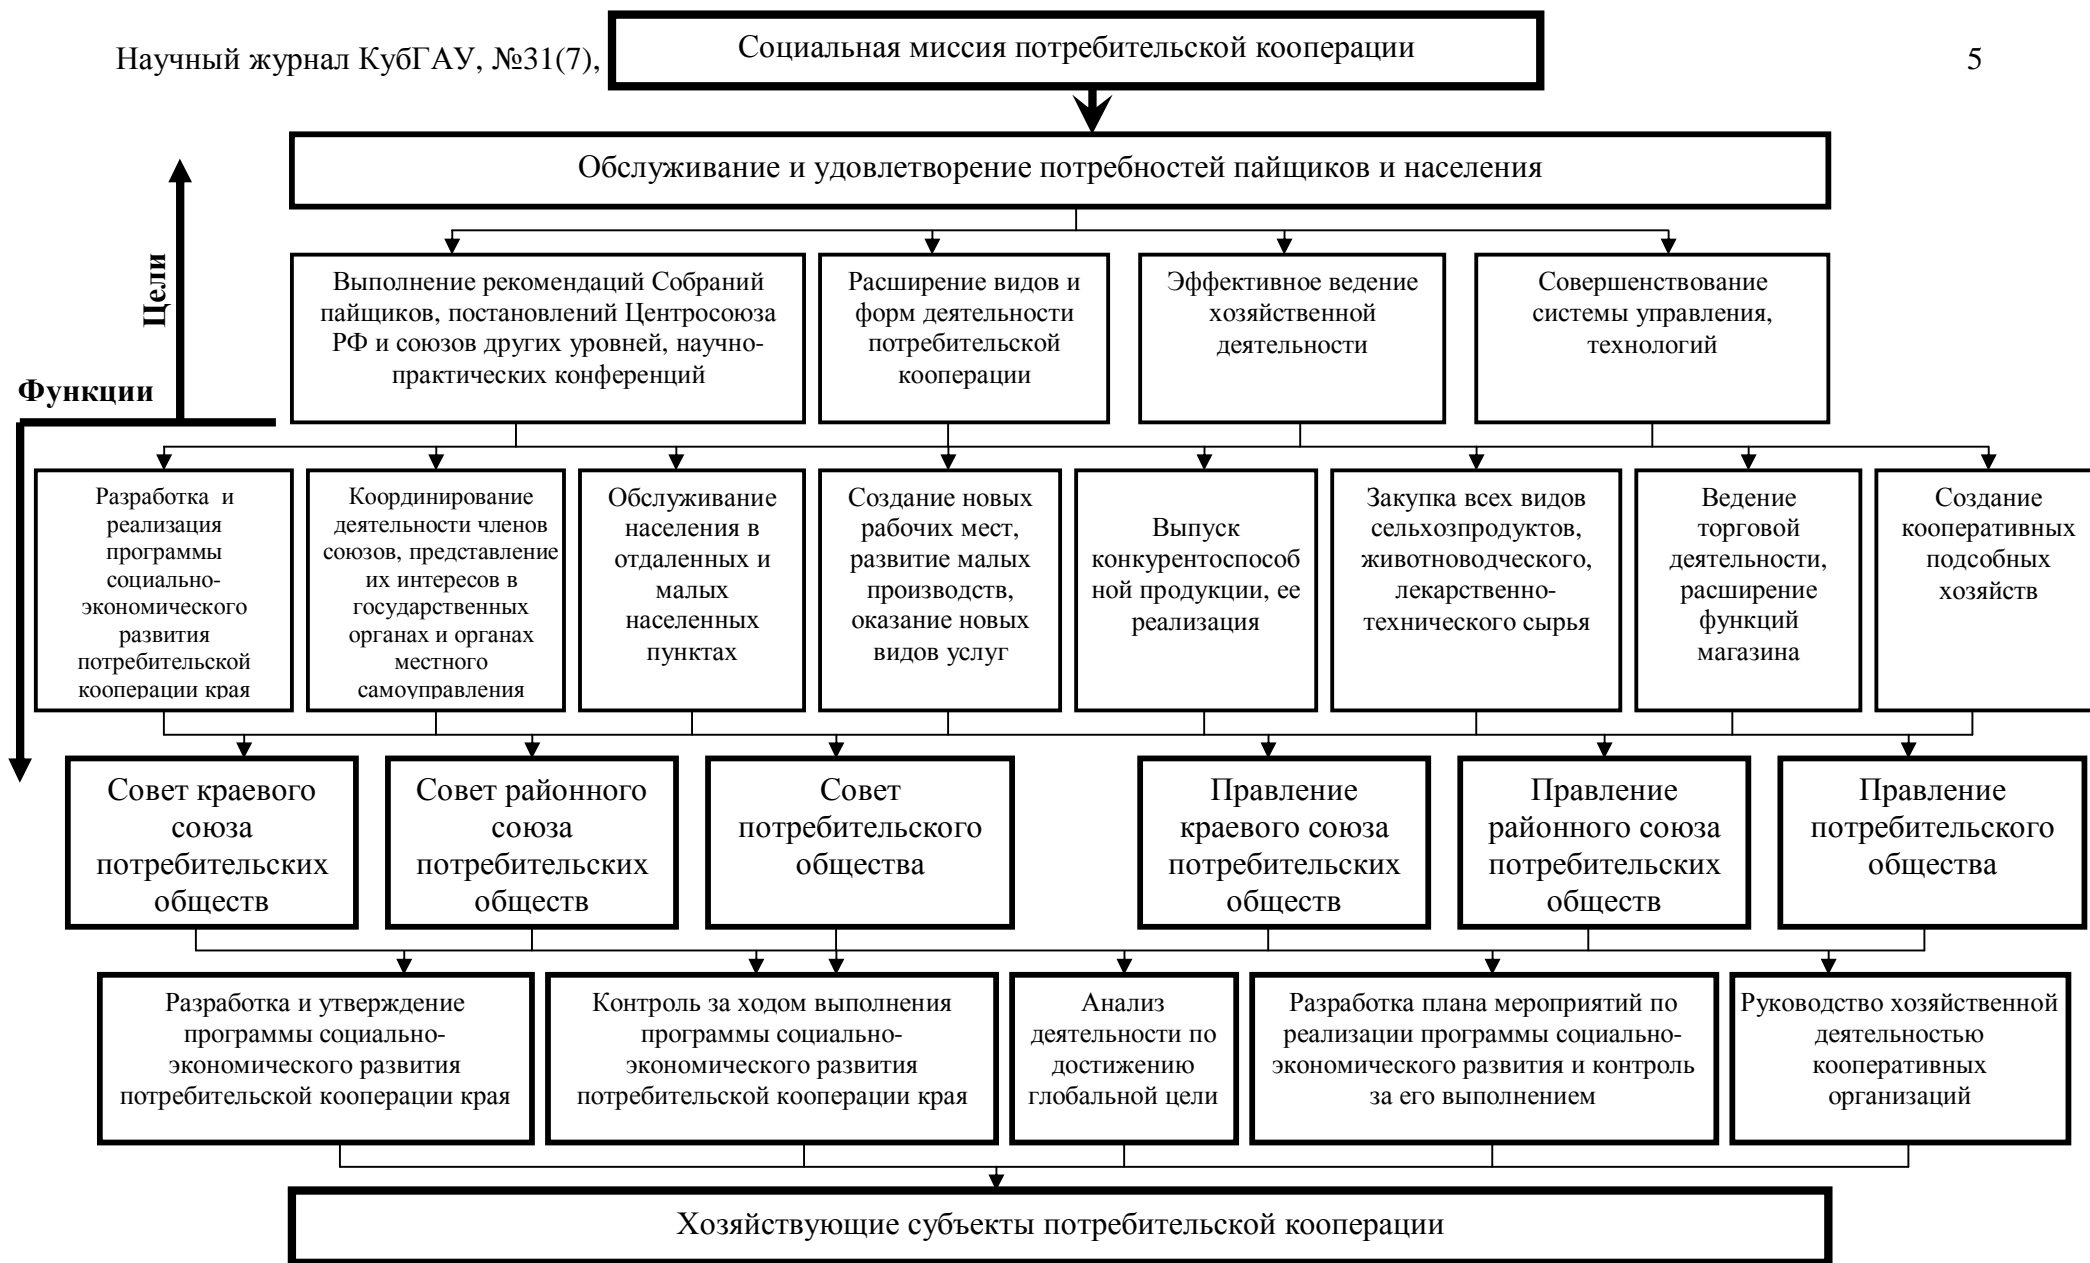 Научный журнал КубГАУ, №31(7),
Социальная миссия потребительской кооперации
5
Обслуживание и удовлетворение потребностей пайщиков и населения
Цели
Выполнение рекомендаций Собраний
пайщиков, постановлений Центросоюза
РФ и союзов других уровней, научно-
практических конференций
Расширение видов и
форм деятельности
потребительской
кооперации
Эффективное ведение
хозяйственной
деятельности
Совершенствование
системы управления,
технологий
Функции
Разработка и
реализация
программы
социально-
экономического
развития
потребительской
кооперации края
Координирование
деятельности членов
союзов, представление
их интересов в
государственных
органах и органах
местного
самоуправления
Обслуживание
населения в
отдаленных и
малых
населенных
пунктах
Создание новых
рабочих мест,
развитие малых
производств,
оказание новых
видов услуг
Выпуск
конкурентоспособ
ной продукции, ее
реализация
Закупка всех видов
сельхозпродуктов,
животноводческого,
лекарственно-
технического сырья
Ведение
торговой
деятельности,
расширение
функций
магазина
Создание
кооперативных
подсобных
хозяйств
Совет краевого
союза
потребительских
обществ
Совет районного
союза
потребительских
обществ
Совет
потребительского
общества
Правление
краевого союза
потребительских
обществ
Правление
районного союза
потребительских
обществ
Правление
потребительского
общества
Разработка и утверждение
программы социально-
экономического развития
потребительской кооперации края
Контроль за ходом выполнения
программы социально-
экономического развития
потребительской кооперации края
Анализ
деятельности по
достижению
глобальной цели
Разработка плана мероприятий по
реализации программы социально-
экономического развития и контроль
за его выполнением
Руководство хозяйственной
деятельностью
кооперативных
организаций
Хозяйствующие субъекты потребительской кооперации